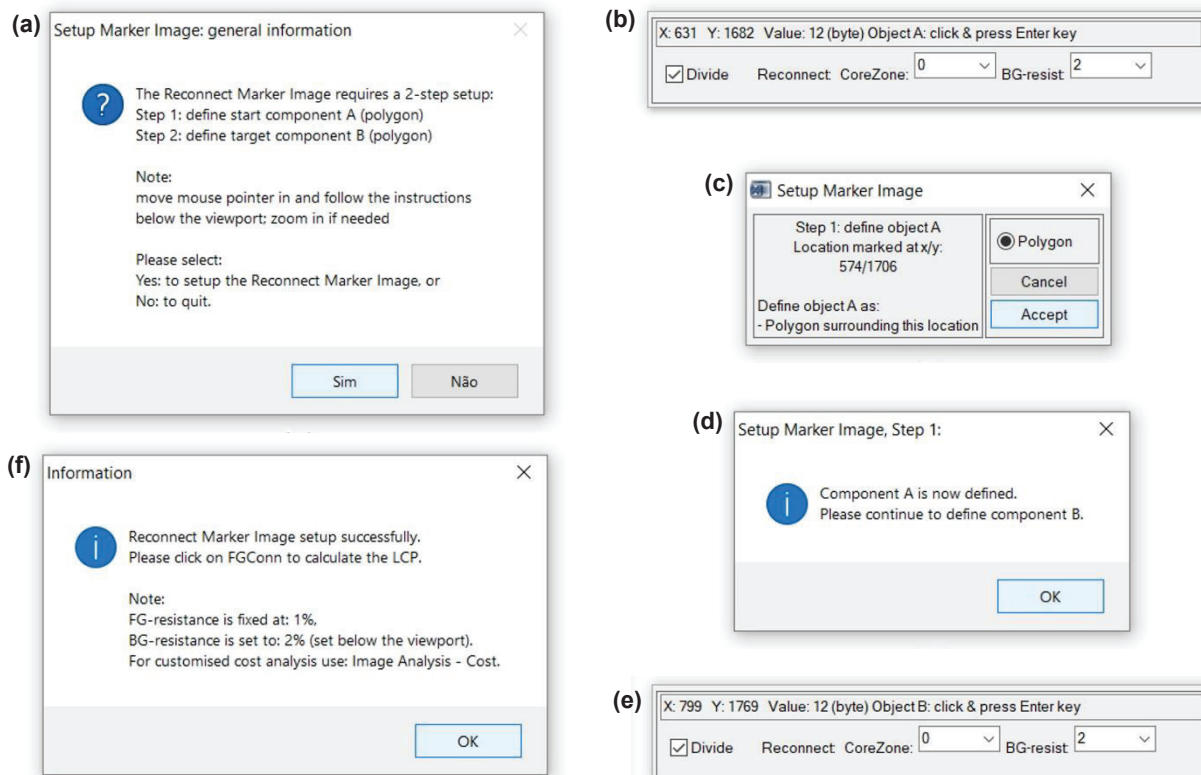 (a)
Setup Marker Image: general information
The Reconnect Marker Image requires a 2-step setup:
Step 1: define start component A (polygon)
Step 2: define target component B (polygon)
Note:
move mouse pointer in and follow the instructions
below the viewport; zoom in if needed
Please select:
Yes: to setup the Reconnect Marker Image, or
No: to quit.
Sim
Não
(b)
X: 631 Y: 1682 Value: 12 (byte) Object A: click & press Enter key
Divide Reconnect CoreZone: 0 BG-resist 2
(c)
Setup Marker Image
Step 1: define object A
Location marked at x/y:
574/1706
Define object A as:
- Polygon surrounding this location
Polygon
Cancel
Accept
(d)
Setup Marker Image, Step 1:
Component A is now defined.
Please continue to define component B.
OK
(e)
X: 799 Y: 1769 Value: 12 (byte) Object B: click & press Enter key
Divide Reconnect CoreZone: 0 BG-resist 2
(f)
Information
Reconnect Marker Image setup successfully.
Please click on FGConn to calculate the LCP.
Note:
FG-resistance is fixed at: 1%,
BG-resistance is set to: 2% (set below the viewport).
For customised cost analysis use: Image Analysis - Cost.
OK